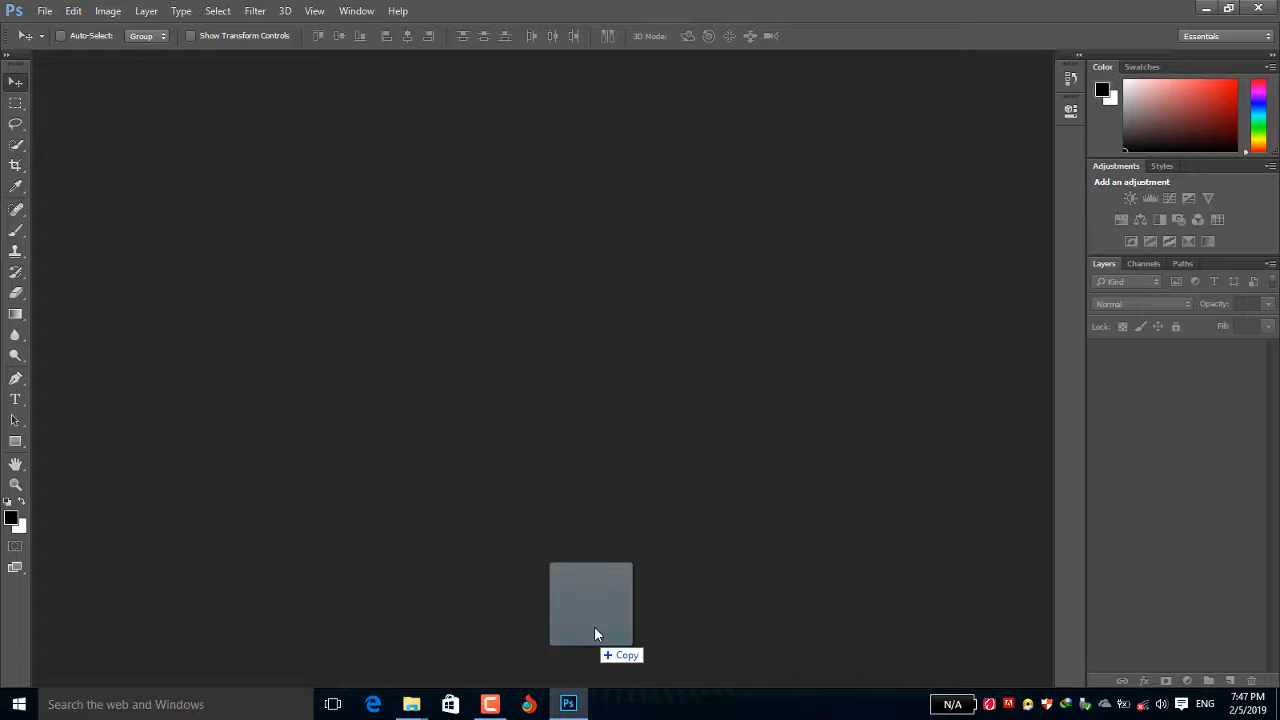 Ps File Edit Image Layer Type Select Filter 3D View Window Help
Auto-Select: Group Show Transform Controls 3D Mode: Essentials
Color Swatches
Adjustments Styles
Add an adjustment
Layers Channels Paths
Kind
Normal Opacity:
Lock: Fill:
+ Copy
Search the web and Windows
Ps
N/A
ENG
7:47 PM
2/5/2019